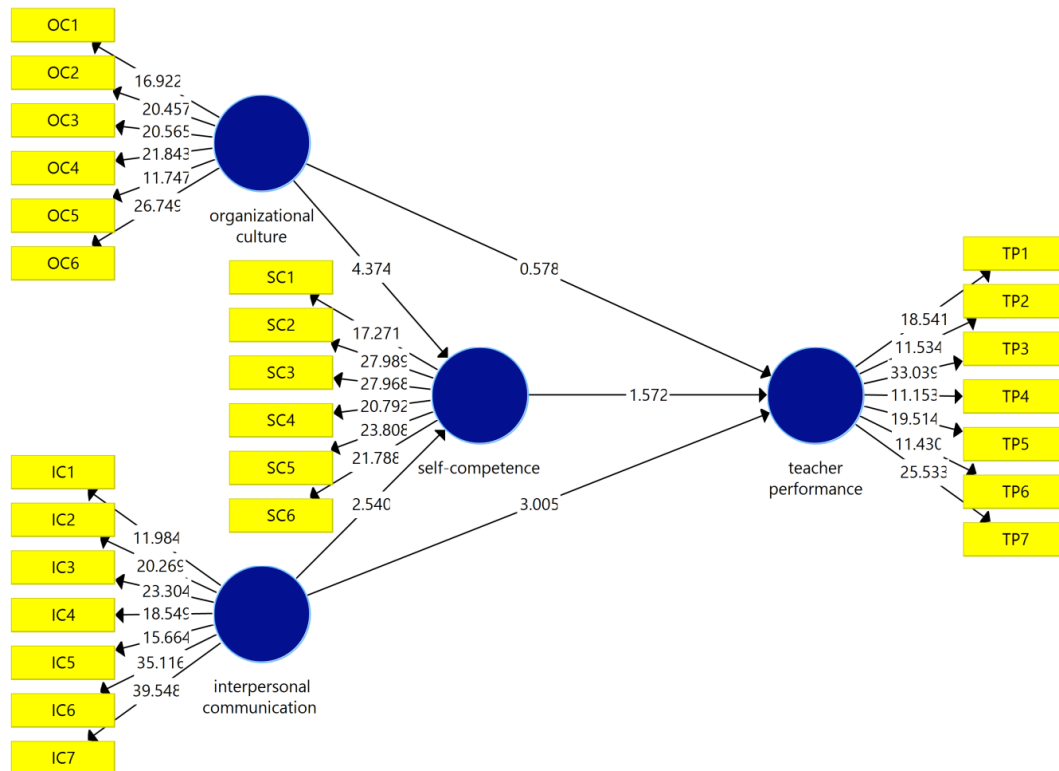 OC1
OC2
OC3
OC4
OC5
OC6
16.922
20.457
20.565
21.843
11.747
26.749
organizational
culture
4.374
0.578
SC1
SC2
SC3
SC4
SC5
SC6
17.271
27.989
27.968
20.792
23.808
21.788
self-competence
1.572
2.540
3.005
IC1
IC2
IC3
IC4
IC5
IC6
IC7
11.984
20.269
23.304
18.549
15.664
35.116
39.548
interpersonal
communication
teacher
performance
18.541
11.534
33.039
11.153
19.514
11.430
25.533
TP1
TP2
TP3
TP4
TP5
TP6
TP7